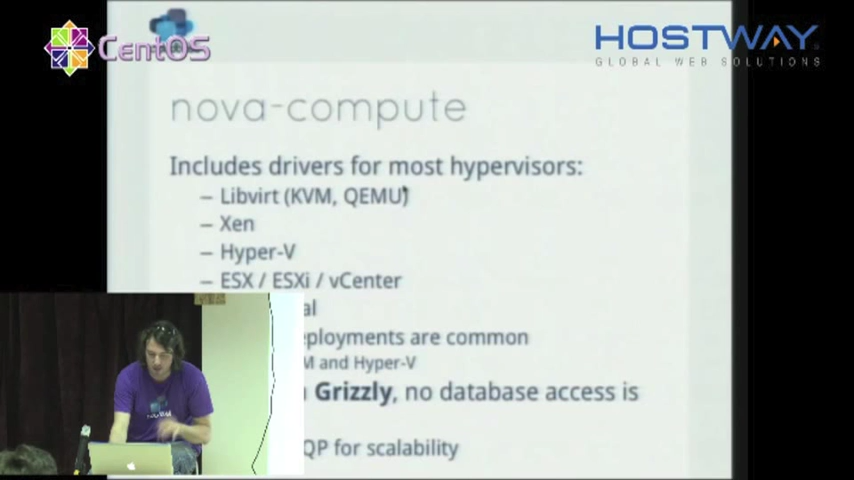 CentOS
HOSTWAY
GLOBAL WEB SOLUTIONS
nova-compute
Includes drivers for most hypervisors:
– Libvirt (KVM, QEMU)
– Xen
– Hyper-V
– ESX / ESXi / vCenter
al
eployments are common
M and Hyper-V
Grizzly, no database access is
QP for scalability